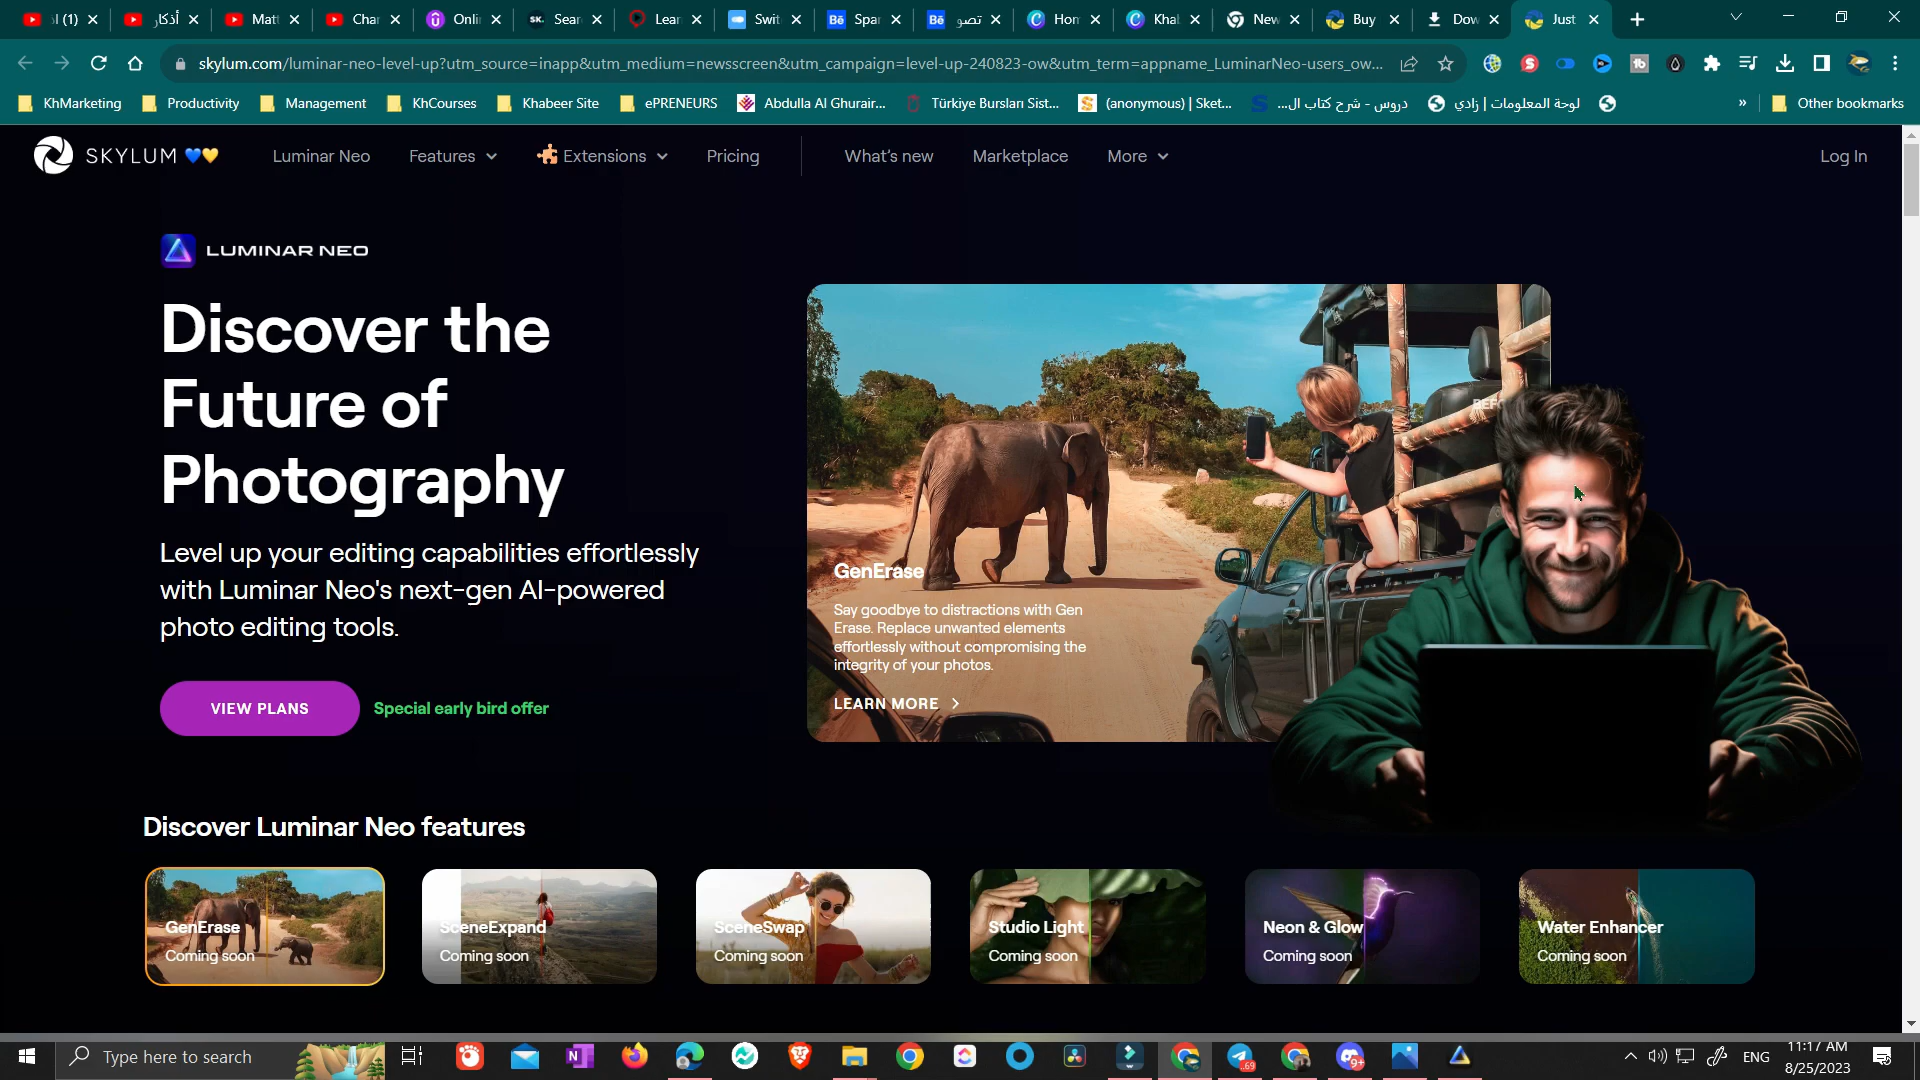 (1) اذ
أذكار
Matt
Char
Onli
Sear
Lear
Swit
Spar
تصو
Hom
Khal
New
Buy
Dow
Just
skylum.com/luminar-neo-level-up?utm_source=inapp&utm_medium=newsscreen&utm_campaign=level-up-240823-ow&utm_term=appname_LuminarNeo-users_ow...
KhMarketing
Productivity
Management
KhCourses
Khabeer Site
ePRENEURS
Abdulla Al Ghurair...
Türkiye Bursları Sist...
(anonymous) | Sket...
دروس - شرح كتاب ال...
لوحة المعلومات | زادي
»
Other bookmarks
SKYLUM
Luminar Neo
Features
Extensions
Pricing
What's new
Marketplace
More
Log In
LUMINAR NEO
Discover the
Future of
Photography
Level up your editing capabilities effortlessly
with Luminar Neo's next-gen AI-powered
photo editing tools.
VIEW PLANS
Special early bird offer
GenErase
Say goodbye to distractions with Gen
Erase. Replace unwanted elements
effortlessly without compromising the
integrity of your photos.
LEARN MORE
Discover Luminar Neo features
GenErase
Coming soon
SceneExpand
Coming soon
SceneSwap
Coming soon
Studio Light
Coming soon
Neon & Glow
Coming soon
Water Enhancer
Coming soon
Type here to search
ENG
11:17 AM
8/25/2023